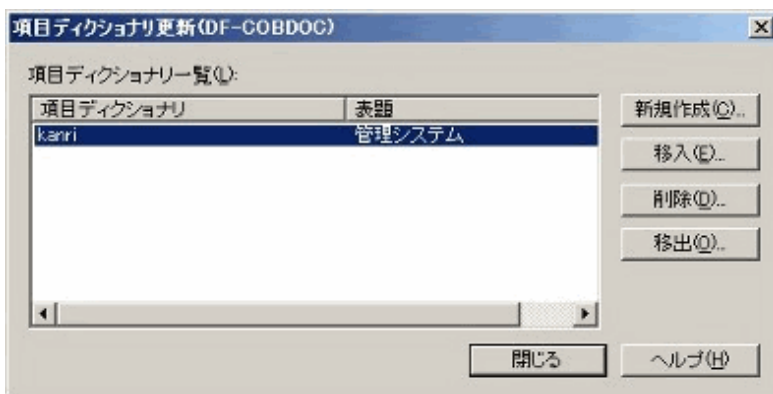 項目ディクショナリ更新(DF-COBDOC)
項目ディクショナリ一覧(L):
項目ディクショナリ 表題
kanri 管理システム
新規作成(C)...
移入(E)...
削除(D)...
移出(O)...
閉じる
ヘルプ(H)